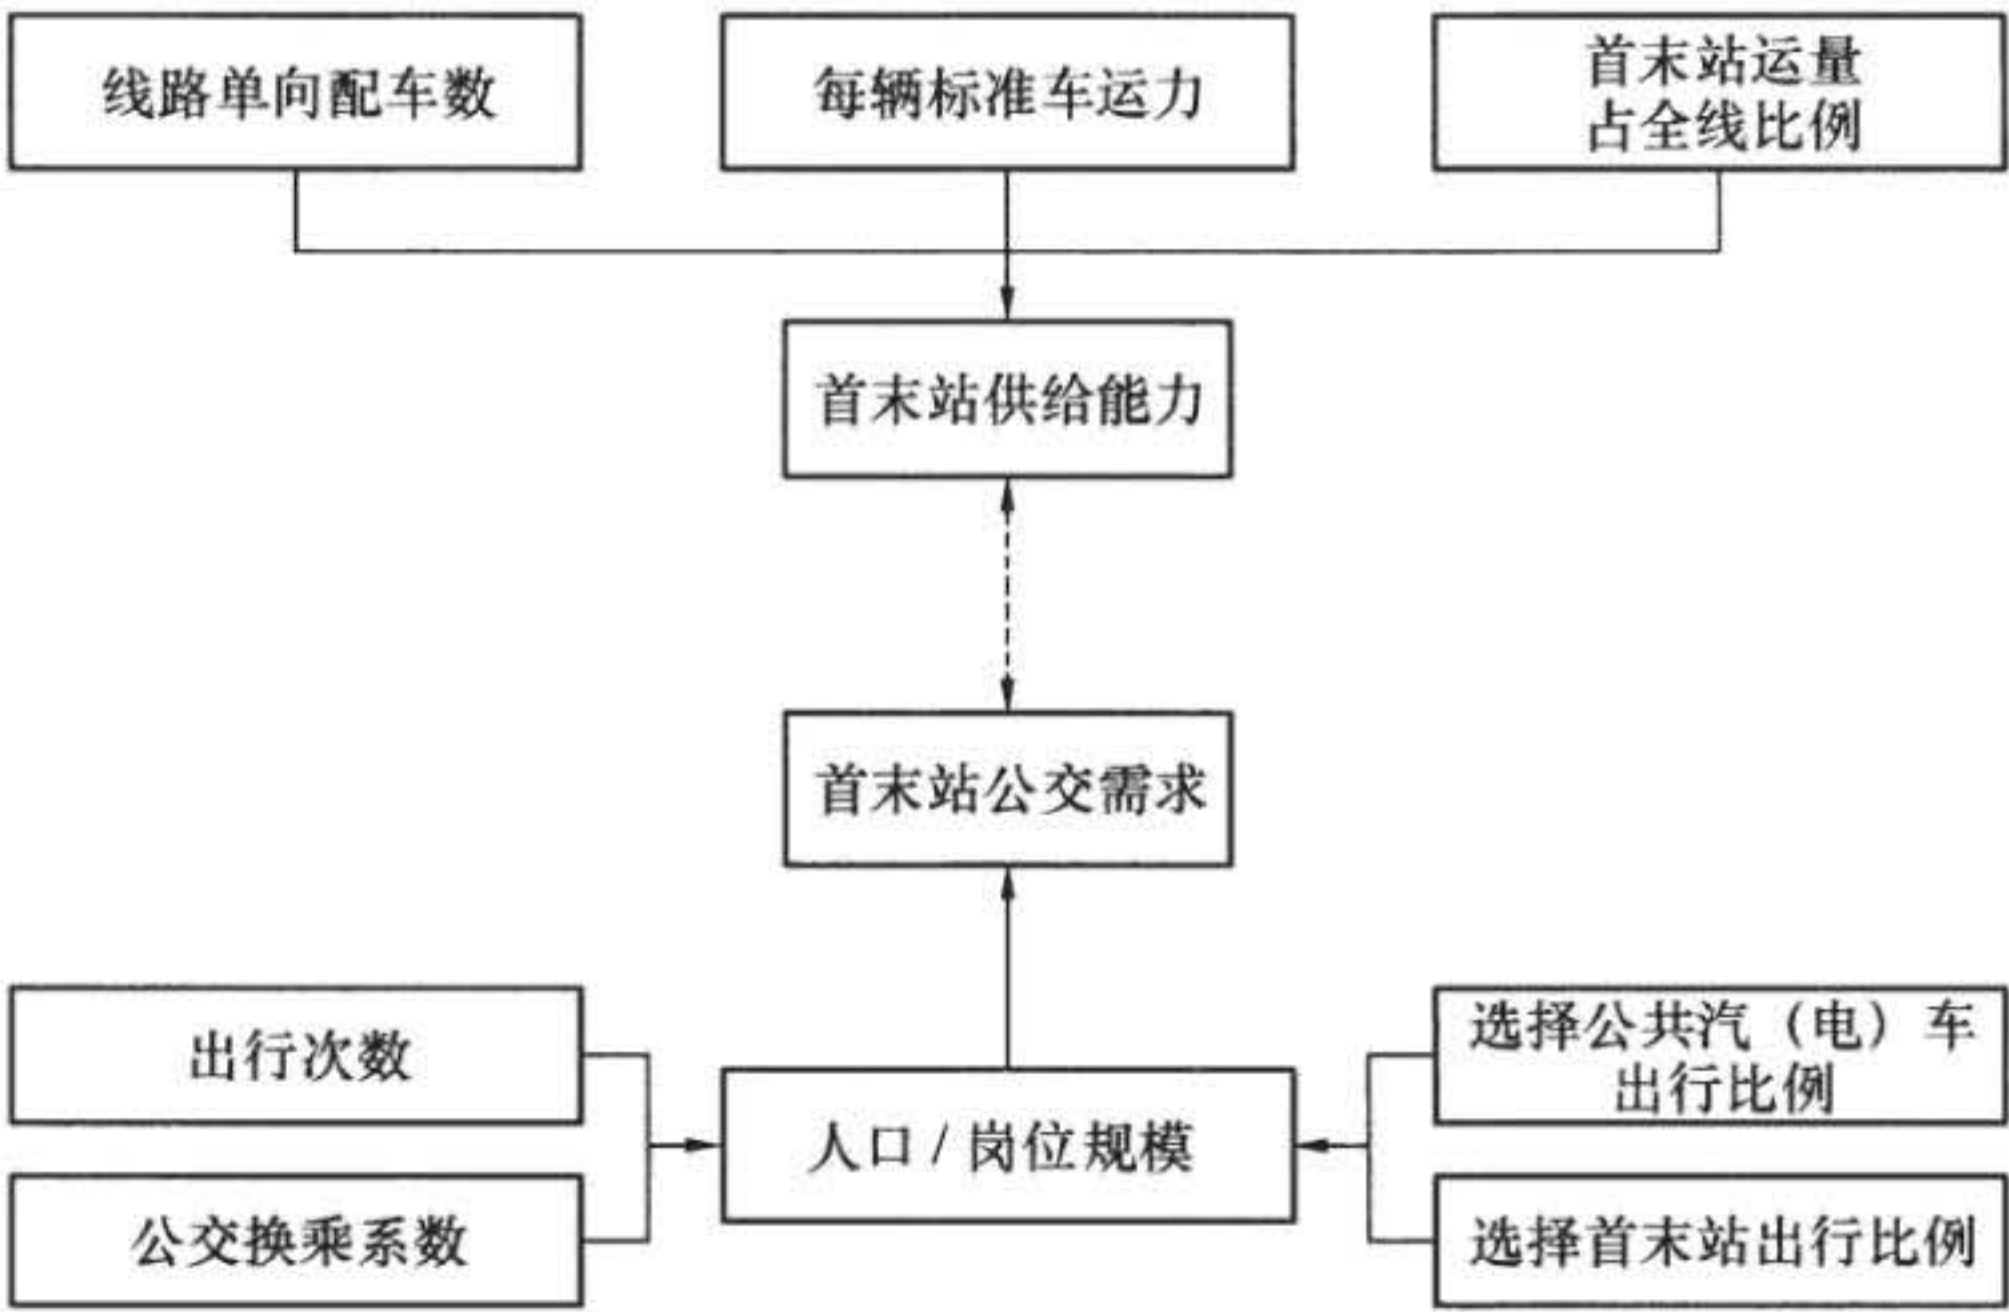 线路单向配车数
每辆标准车运力
首末站运量
占全线比例
首末站供给能力
首末站公交需求
出行次数
公交换乘系数
人口/岗位规模
选择公共汽（电）车
出行比例
选择首末站出行比例